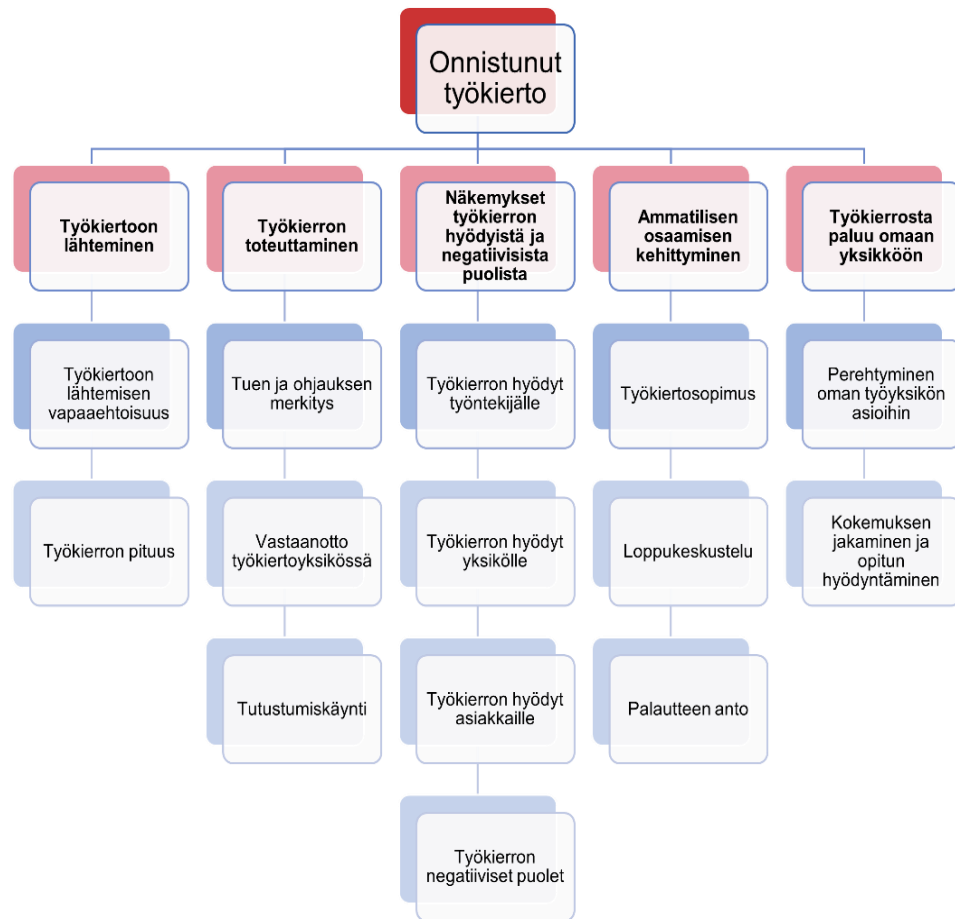 Onnistunut
työkierto
Työkiertoon
lähteminen
Työkierron
toteuttaminen
Näkemykset
työkierron
hyödyistä ja
negatiivisista
puolista
Ammatilisen
osaamisen
kehittyminen
Työkierrosta
paluu omaan
yksikköön
Työkiertoon
lähtemisen
vapaaehtoisuus
Tuen ja ohjauksen
merkitys
Työkierron hyödyt
työntekijälle
Työkiertosopimus
Perehtyminen
oman työyksikön
asioihin
Työkierron pituus
Vastaanotto
työkiertoyksikössä
Työkierron hyödyt
yksikölle
Loppukeskustelu
Kokemuksen
jakaminen ja
opitun
hyödyntäminen
Tutustumiskäynti
Työkierron hyödyt
asiakkaille
Palautteen anto
Työkierron
negatiiviset puolet